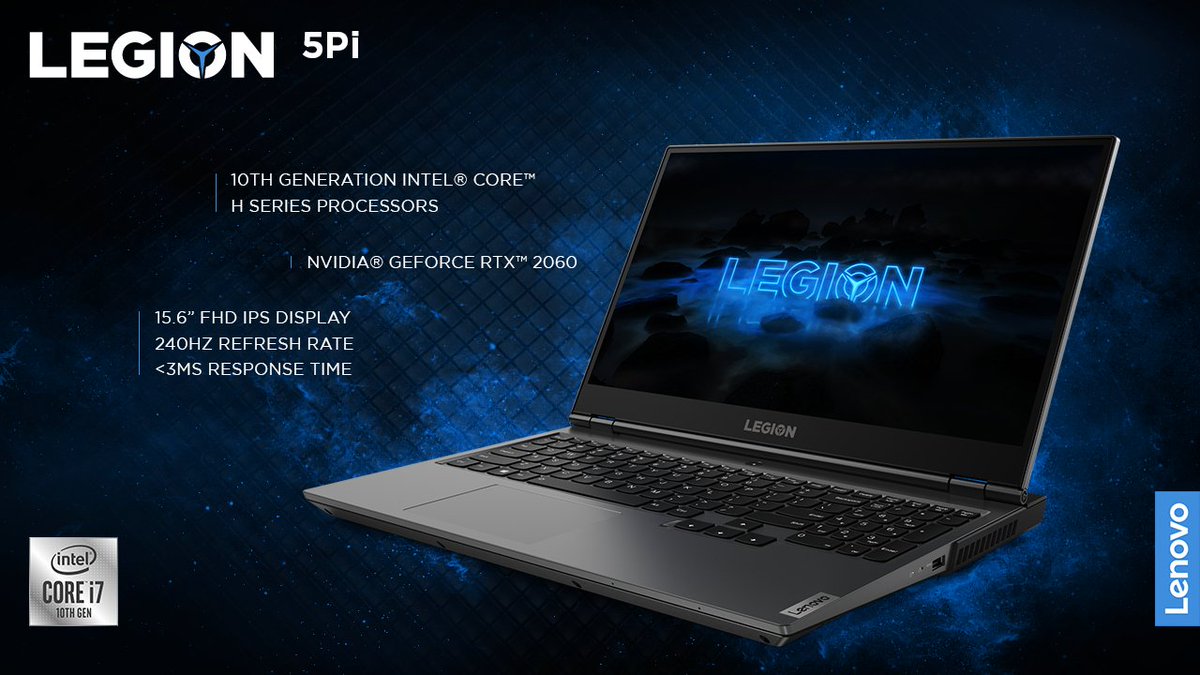 LEGION 5Pi
10TH GENERATION INTEL® CORE™
H SERIES PROCESSORS
NVIDIA® GEFORCE RTX™ 2060
15.6” FHD IPS DISPLAY
240HZ REFRESH RATE
<3MS RESPONSE TIME
LEGION
LEGION
Lenovo
intel
CORE i7
10TH GEN
Lenovo